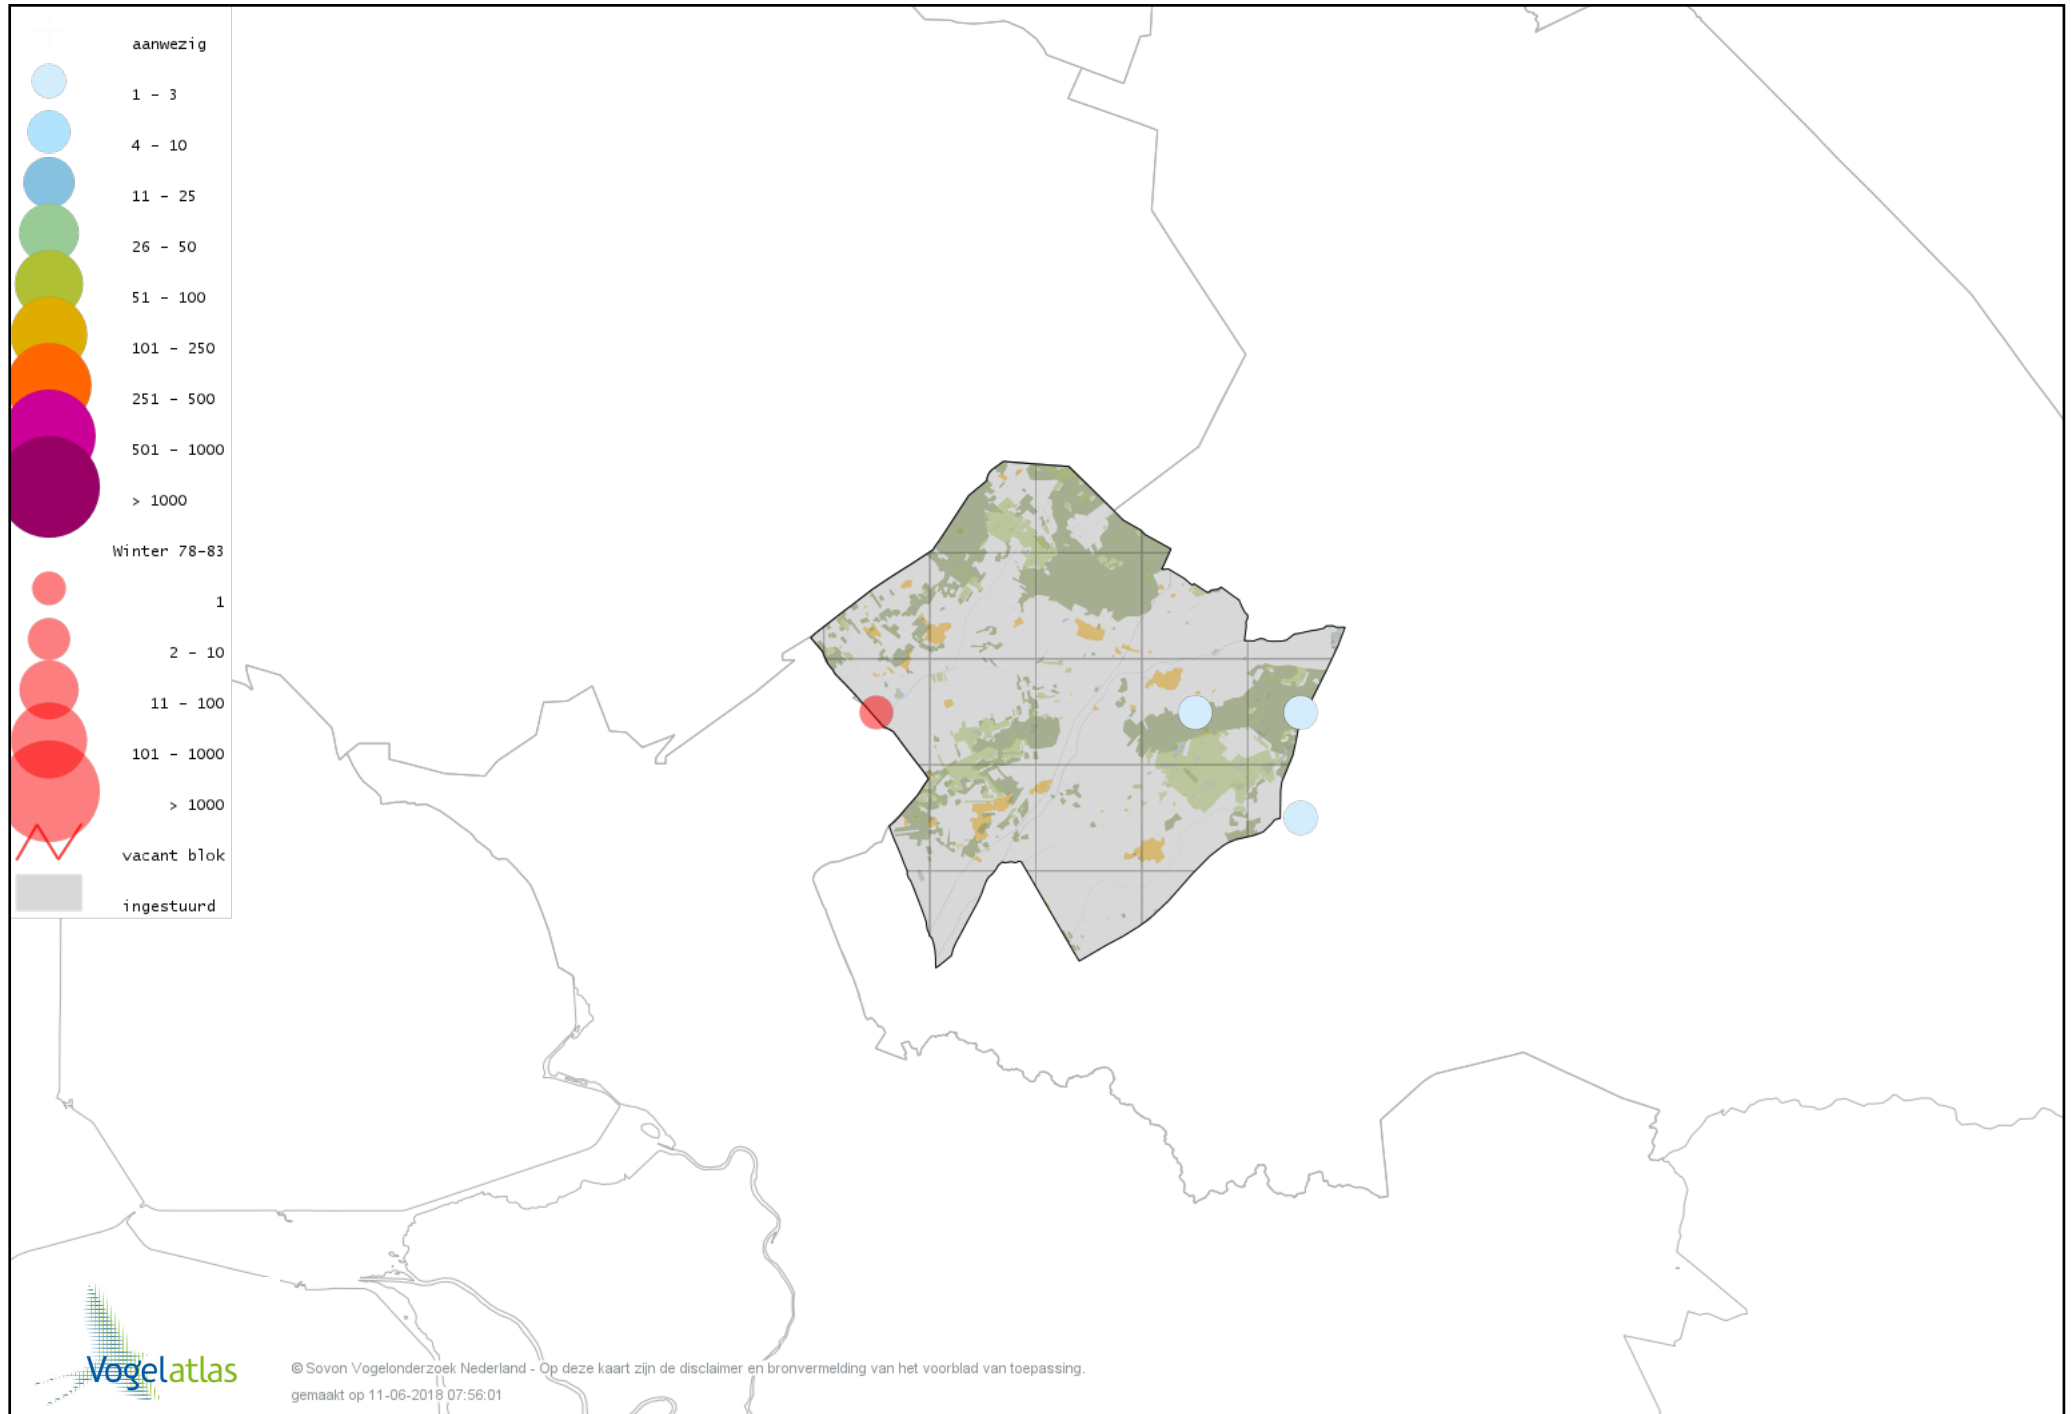 aanwezig
1 - 3
4 - 10
11 - 25
26 - 50
51 - 100
101 - 250
251 - 500
501 - 1000
> 1000
Winter 78-83
1
2 - 10
11 - 100
101 - 1000
> 1000
vacant blok
ingestuurd
Vogelatlas
© Sovon Vogelonderzoek Nederland - Op deze kaart zijn de disclaimer en bronvermelding van het voorblad van toepassing.
gemaakt op 11-06-2018 07:56:01